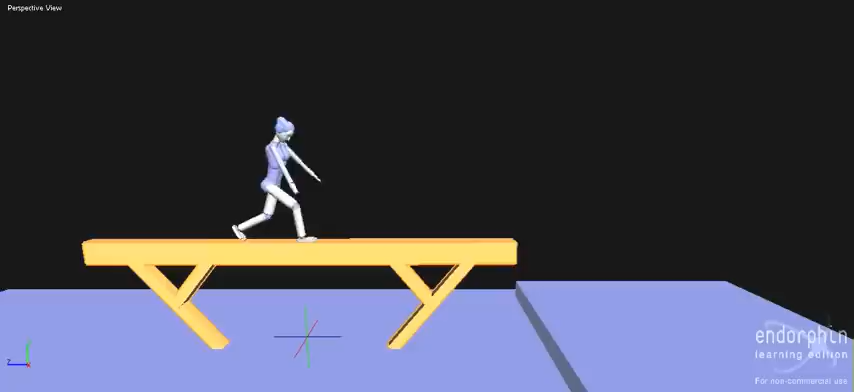 Perspective View
z
endorphin
learning edition
For non-commercial use